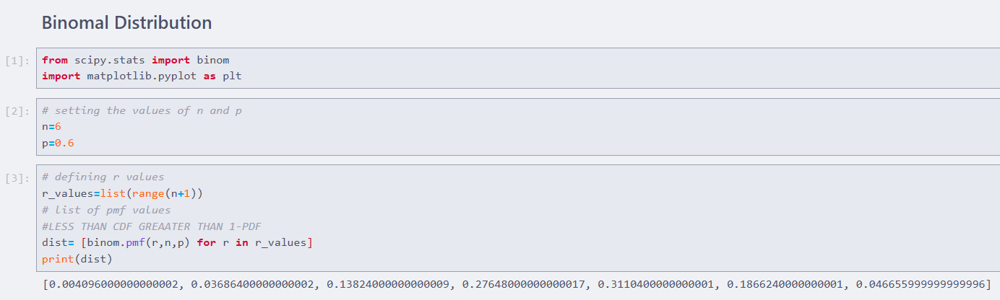 Binomal Distribution
[1]:
from scipy.stats import binom
import matplotlib.pyplot as plt
[2]:
# setting the values of n and p
n=6
p=0.6
[3]:
# defining r values
r_values=list(range(n+1))
# list of pmf values
#LESS THAN CDF GREAATER THAN 1-PDF
dist= [binom.pmf(r,n,p) for r in r_values]
print(dist)
[0.004096000000000002, 0.03686400000000002, 0.13824000000000009, 0.27648000000000017, 0.3110400000000001, 0.1866240000000001, 0.046655999999999996]